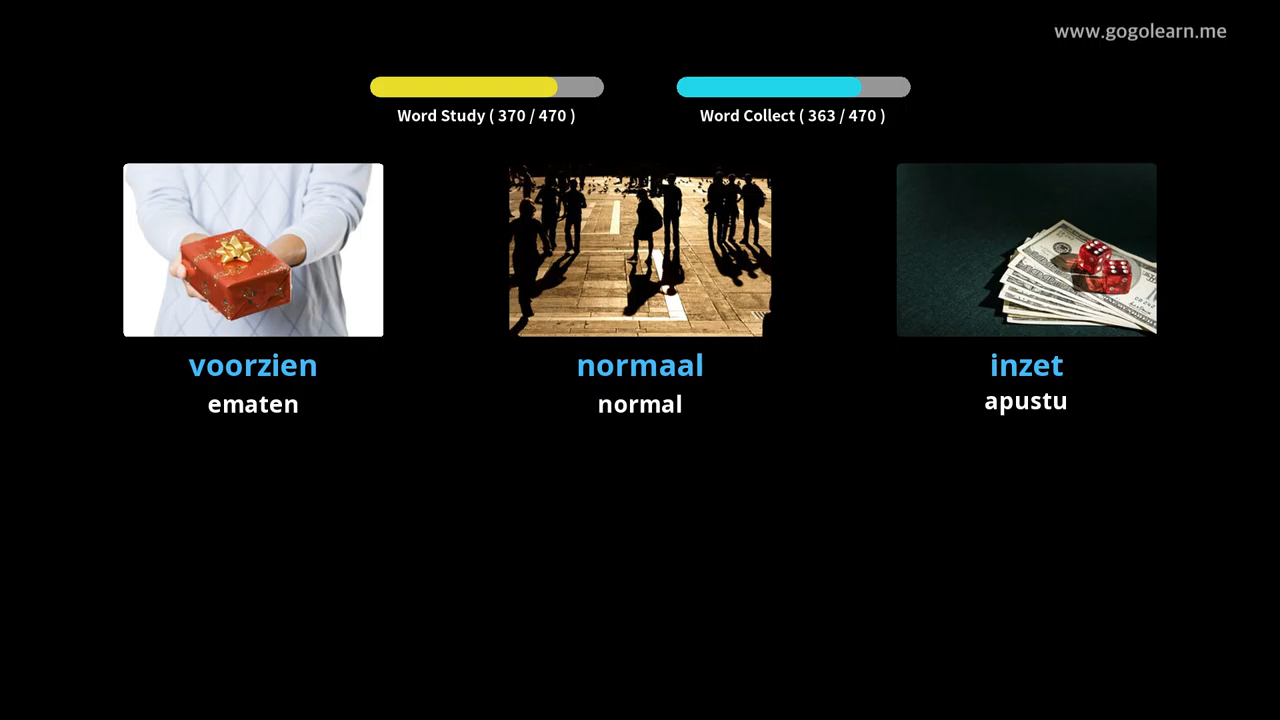 www.gogolearn.me
Word Study ( 370 / 470 )
Word Collect ( 363 / 470 )
voorzien
ematen
normaal
normal
inzet
apustu